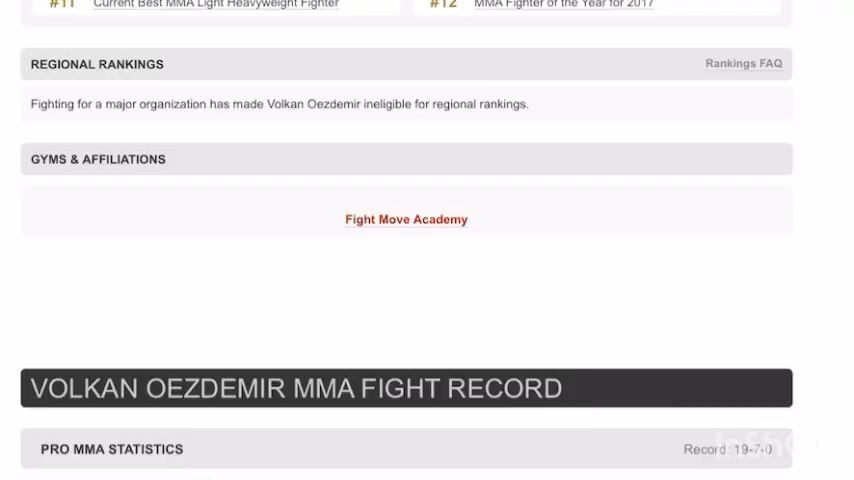 #11 Current Best MMA Light Heavyweight Fighter #12 MMA Fighter of the Year for 2017
REGIONAL RANKINGS Rankings FAQ
Fighting for a major organization has made Volkan Oezdemir ineligible for regional rankings.
GYMS & AFFILIATIONS
Fight Move Academy
VOLKAN OEZDEMIR MMA FIGHT RECORD
PRO MMA STATISTICS Record: 19-7-0